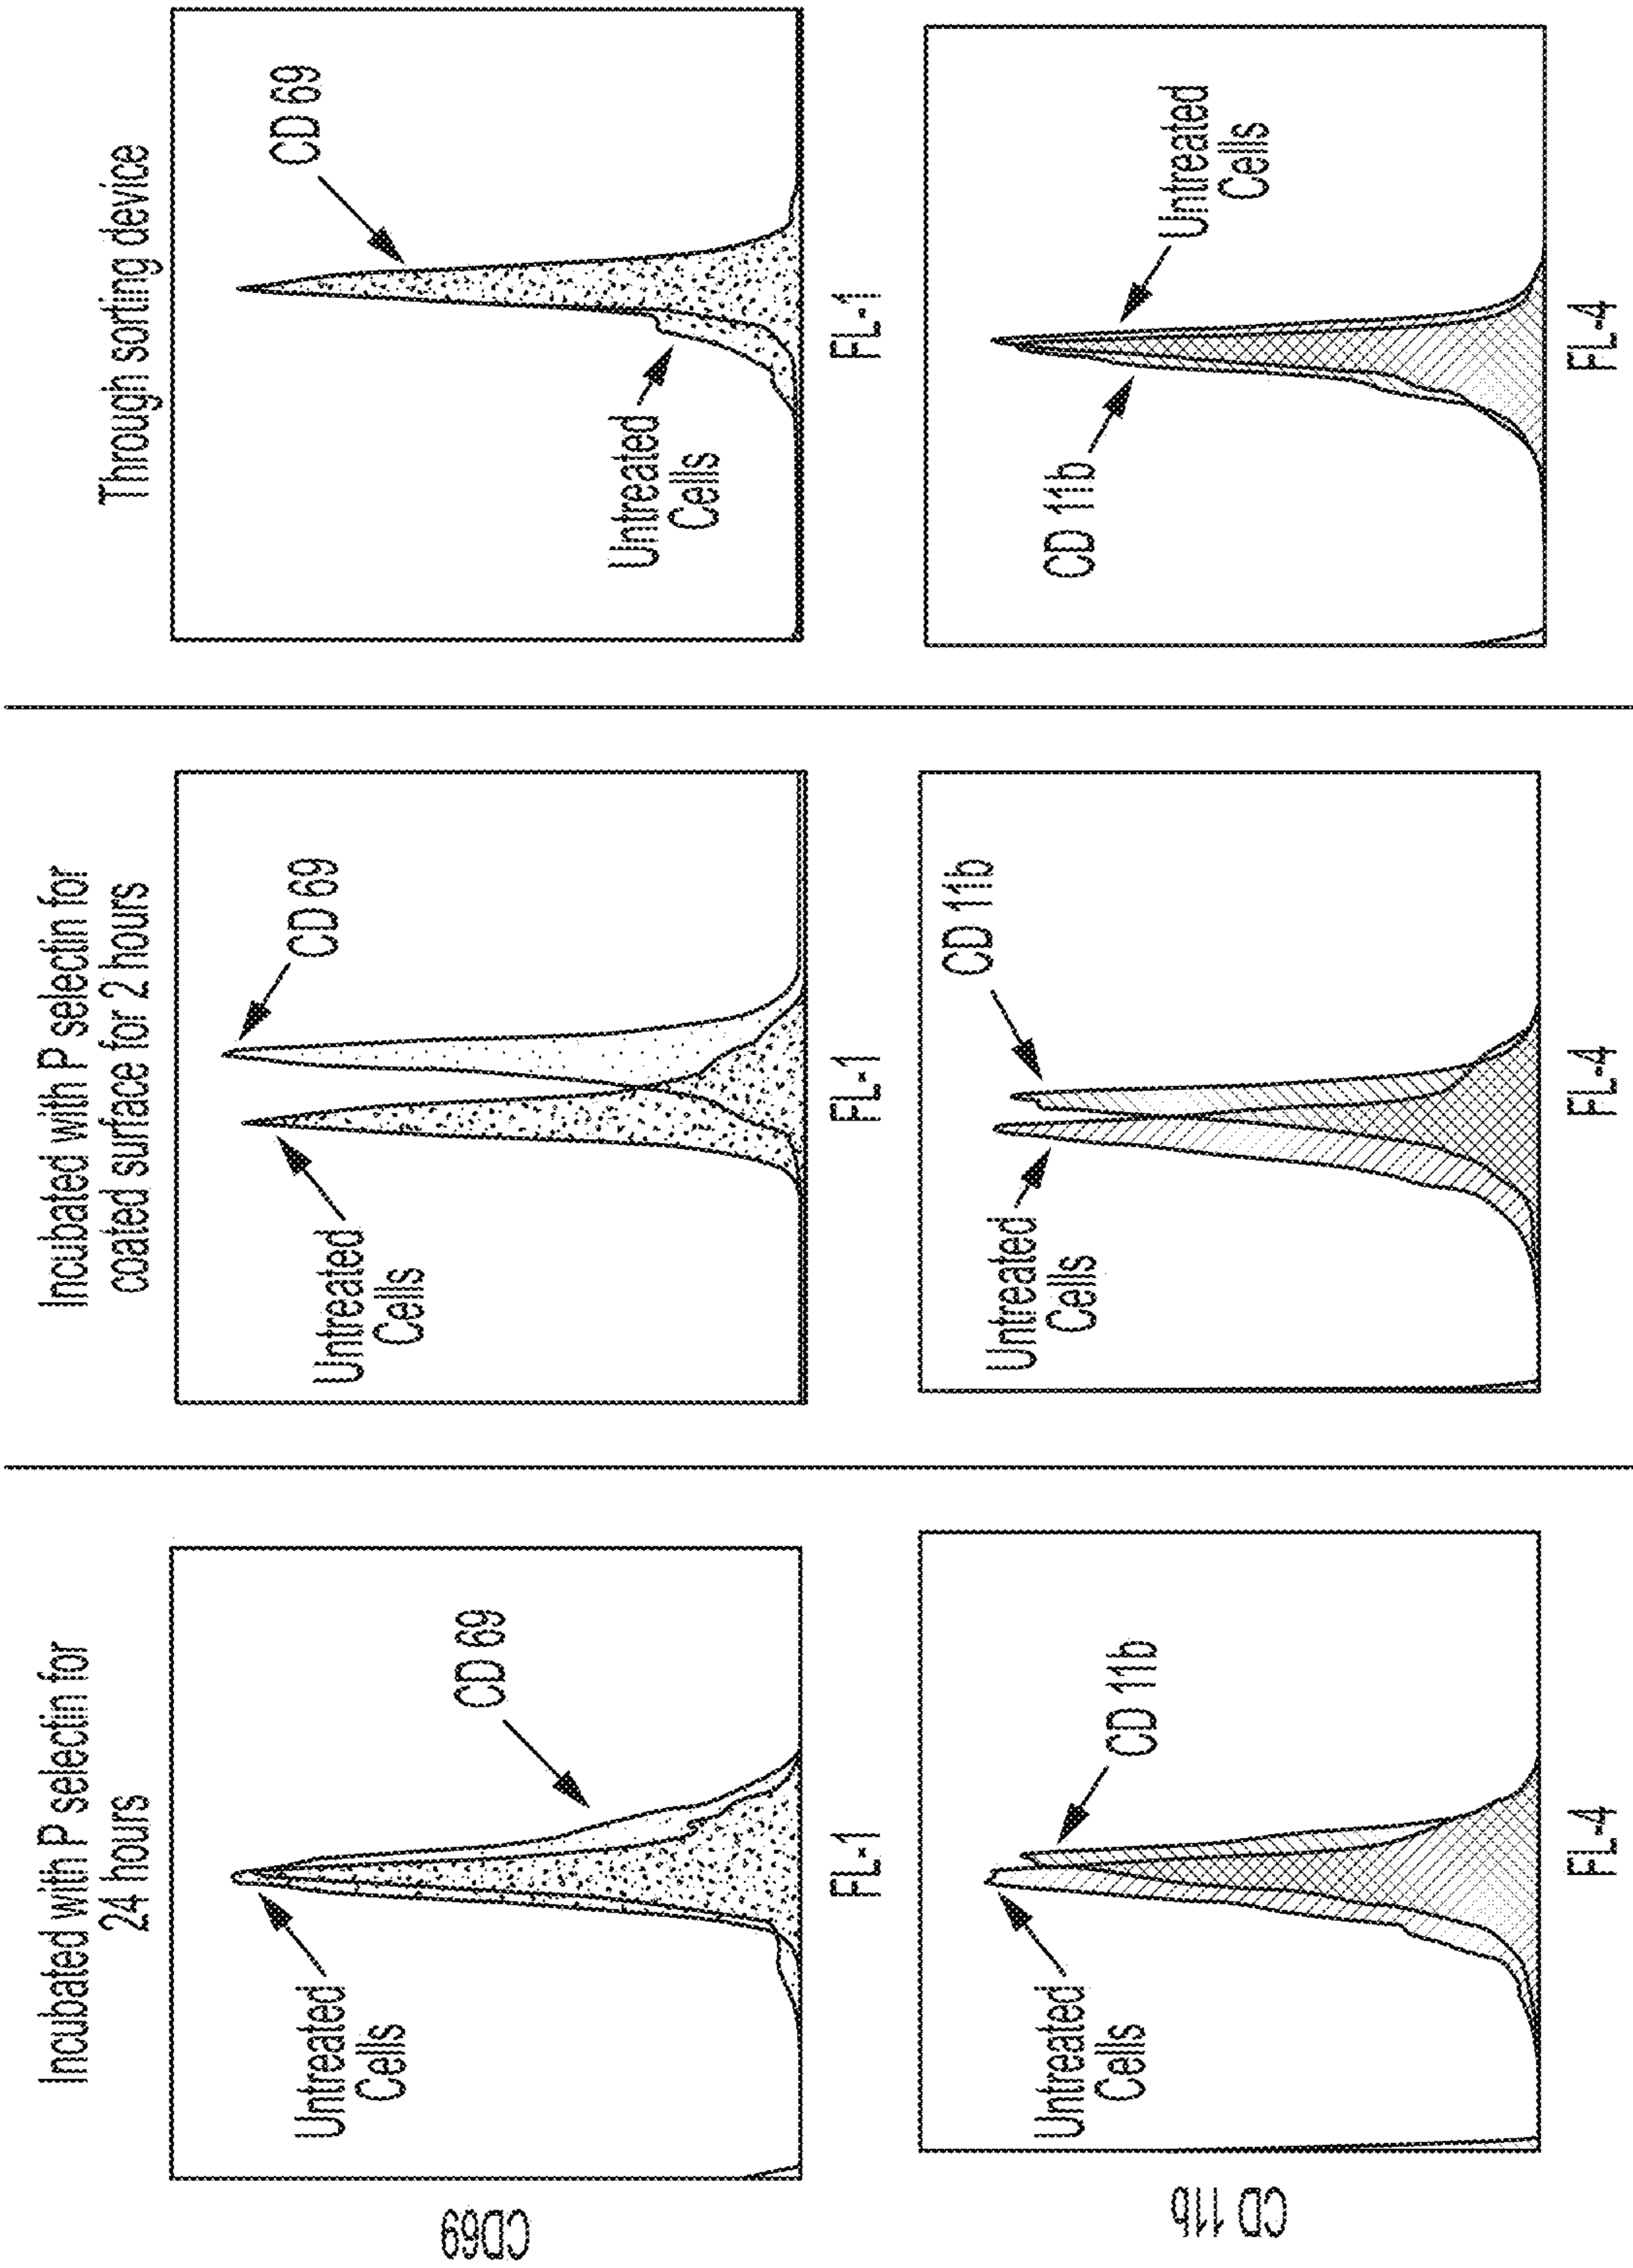 Incubated with P selectin for
24 hours
Incubated with P selectin for
coated surface for 2 hours
Through sorting device
CD69
Untreated
Cells
CD 69
FL-1
Untreated
Cells
CD 69
FL-1
Untreated
Cells
CD 69
FL-1
CD 11b
Untreated
Cells
CD 11b
FL-4
Untreated
Cells
CD 11b
FL-4
CD 11b
Untreated
Cells
FL-4